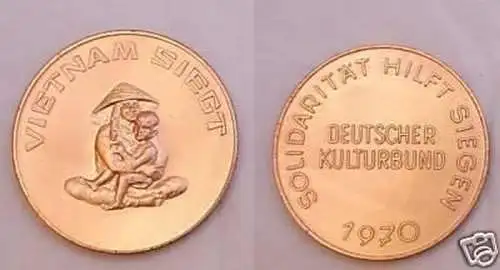 VIETNAM SIEGT
SOLIDARITÄT HILFT SIEGEN
DEUTSCHER
KULTURBUND
1970